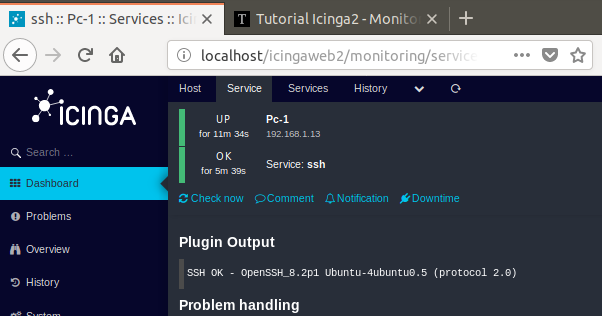 ssh :: Pc-1 :: Services :: Icin
T Tutorial Icinga2 - Monito
localhost/icingaweb2/monitoring/service
ICINGA
Search ...
Dashboard
Problems
Overview
History
System
Host Service Services History
UP Pc-1
for 11m 34s 192.168.1.13
OK
Service: ssh
for 5m 39s
Check now Comment Notification Downtime
Plugin Output
SSH OK - OpenSSH_8.2p1 Ubuntu-4ubuntu0.5 (protocol 2.0)
Problem handling